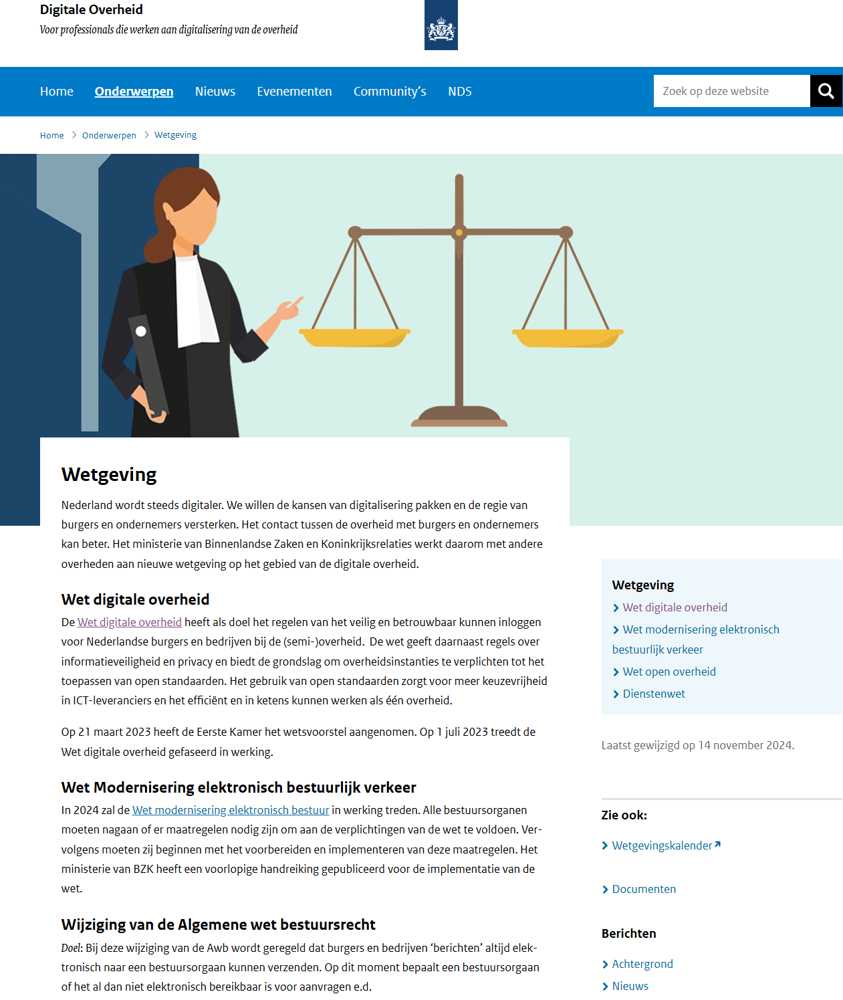 Digitale Overheid
Voor professionals die werken aan digitalisering van de overheid
Home
Onderwerpen
Nieuws
Evenementen
Community’s
NDS
Zoek op deze website
Home
Onderwerpen
Wetgeving
Wetgeving
Nederland wordt steeds digitaler. We willen de kansen van digitalisering pakken en de regie van
burgers en ondernemers versterken. Het contact tussen de overheid met burgers en ondernemers
kan beter. Het ministerie van Binnenlandse Zaken en Koninkrijksrelaties werkt daarom met andere
overheden aan nieuwe wetgeving op het gebied van de digitale overheid.
Wet digitale overheid
De Wet digitale overheid heeft als doel het regelen van het veilig en betrouwbaar kunnen inloggen
voor Nederlandse burgers en bedrijven bij de (semi-)overheid.  De wet geeft daarnaast regels over
informatieveiligheid en privacy en biedt de grondslag om overheidsinstanties te verplichten tot het
toepassen van open standaarden. Het gebruik van open standaarden zorgt voor meer keuzevrijheid
in ICT-leveranciers en het efficiënt en in ketens kunnen werken als één overheid.
Op 21 maart 2023 heeft de Eerste Kamer het wetsvoorstel aangenomen. Op 1 juli 2023 treedt de
Wet digitale overheid gefaseerd in werking.
Wet Modernisering elektronisch bestuurlijk verkeer
In 2024 zal de Wet modernisering elektronisch bestuur in werking treden. Alle bestuursorganen
moeten nagaan of er maatregelen nodig zijn om aan de verplichtingen van de wet te voldoen. Ver-
volgens moeten zij beginnen met het voorbereiden en implementeren van deze maatregelen. Het
ministerie van BZK heeft een voorlopige handreiking gepubliceerd voor de implementatie van de
wet.
Wijziging van de Algemene wet bestuursrecht
Doel: Bij deze wijziging van de Awb wordt geregeld dat burgers en bedrijven ‘berichten’ altijd elek-
tronisch naar een bestuursorgaan kunnen verzenden. Op dit moment bepaalt een bestuursorgaan
of het al dan niet elektronisch bereikbaar is voor aanvragen e.d.
Wetgeving
Wet digitale overheid
Wet modernisering elektronisch
bestuurlijk verkeer
Wet open overheid
Dienstenwet
Laatst gewijzigd op 14 november 2024.
Zie ook:
Wetgevingskalender
Documenten
Berichten
Achtergrond
Nieuws